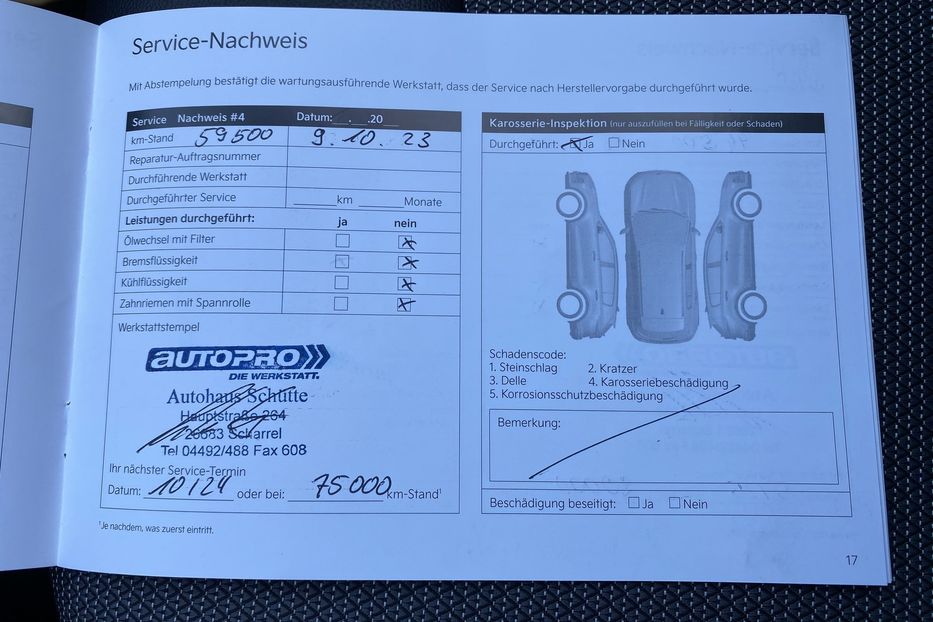 Service-Nachweis
Mit Abstempelung bestätigt die wartungsausführende Werkstatt, dass der Service nach Herstellervorgabe durchgeführt wurde.
Service Nachweis #4 Datum: . .20
km-Stand 59500 9. 10. 23
Reparatur-Auftragsnummer
Durchführende Werkstatt
Durchgeführter Service km Monate
Leistungen durchgeführt: ja nein
Ölwechsel mit Filter
Bremsflüssigkeit
Kühlflüssigkeit
Zahnriemen mit Spannrolle
Werkstattstempel
AUTOPRO
DIE WERKSTATT.
Autohaus Schütte
Hauptstraße 264
26683 Scharrel
Tel 04492/488 Fax 608
Ihr nächster Service-Termin
Datum: 10/24 oder bei: 75000 km-Stand¹
¹Je nachdem, was zuerst eintritt.
Karosserie-Inspektion (nur auszufüllen bei Fälligkeit oder Schaden)
Durchgeführt: Ja Nein
Schadenscode:
1. Steinschlag 2. Kratzer
3. Delle 4. Karosseriebeschädigung
5. Korrosionsschutzbeschädigung
Bemerkung:
Beschädigung beseitigt: Ja Nein
17